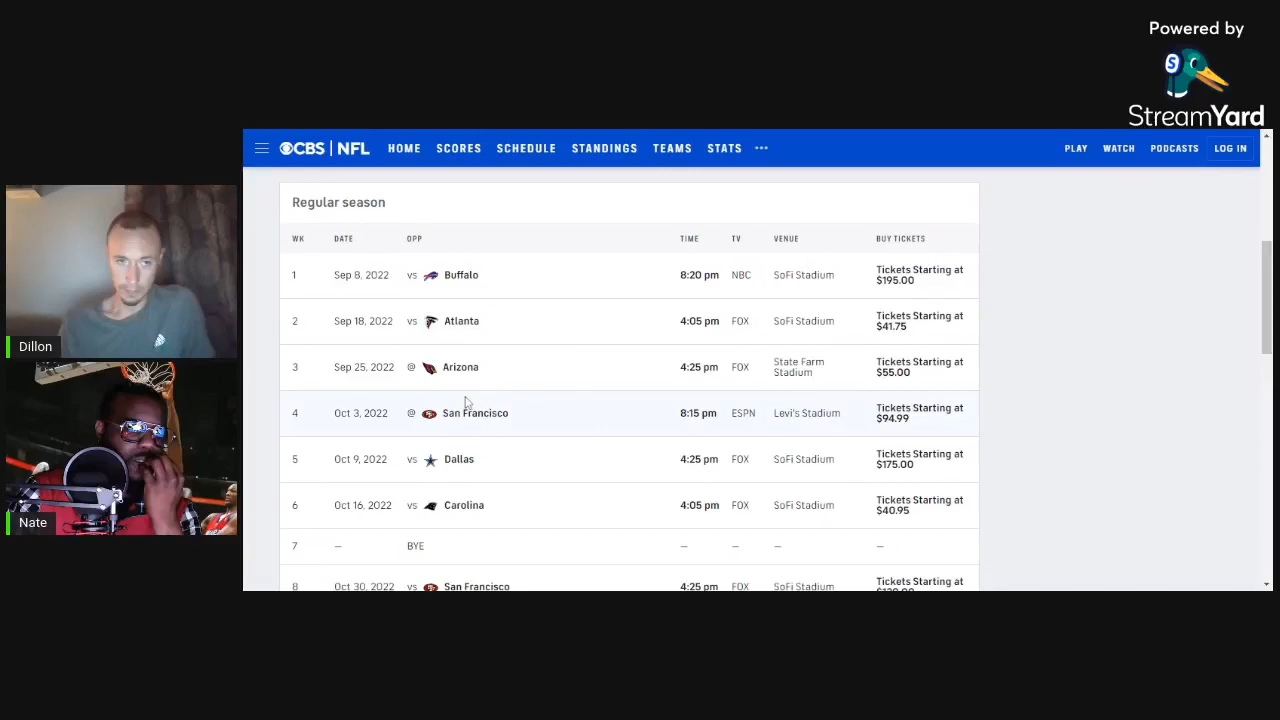 Powered by
S
StreamYard
CBS | NFL HOME SCORES SCHEDULE STANDINGS TEAMS STATS ••• PLAY WATCH PODCASTS LOG IN
Regular season
WK DATE OPP TIME TV VENUE BUY TICKETS
1 Sep 8, 2022 vs Buffalo 8:20 pm NBC SoFi Stadium Tickets Starting at
$195.00
2 Sep 18, 2022 vs Atlanta 4:05 pm FOX SoFi Stadium Tickets Starting at
$41.75
3 Sep 25, 2022 @ Arizona 4:25 pm FOX State Farm Stadium Tickets Starting at
$55.00
4 Oct 3, 2022 @ San Francisco 8:15 pm ESPN Levi's Stadium Tickets Starting at
$94.99
5 Oct 9, 2022 vs Dallas 4:25 pm FOX SoFi Stadium Tickets Starting at
$175.00
6 Oct 16, 2022 vs Carolina 4:05 pm FOX SoFi Stadium Tickets Starting at
$40.95
7 — BYE — — — —
8 Oct 30, 2022 vs San Francisco 4:25 pm FOX SoFi Stadium Tickets Starting at
Dillon
Nate